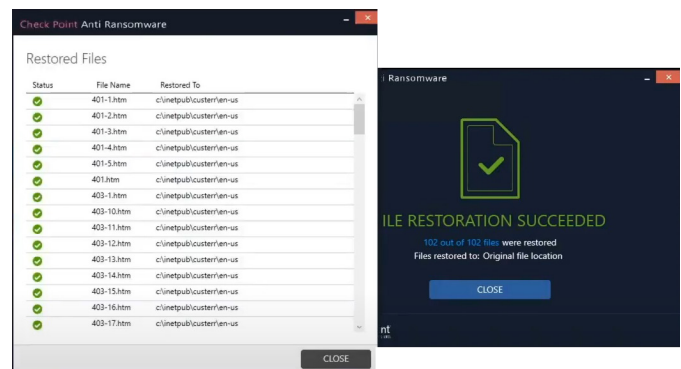 Check Point Anti Ransomware
Restored Files
Status File Name Restored To
401-1.htm c:\inetpub\custerr\en-us
401-2.htm c:\inetpub\custerr\en-us
401-3.htm c:\inetpub\custerr\en-us
401-4.htm c:\inetpub\custerr\en-us
401-5.htm c:\inetpub\custerr\en-us
401.htm c:\inetpub\custerr\en-us
403-1.htm c:\inetpub\custerr\en-us
403-10.htm c:\inetpub\custerr\en-us
403-11.htm c:\inetpub\custerr\en-us
403-12.htm c:\inetpub\custerr\en-us
403-13.htm c:\inetpub\custerr\en-us
403-14.htm c:\inetpub\custerr\en-us
403-15.htm c:\inetpub\custerr\en-us
403-16.htm c:\inetpub\custerr\en-us
403-17.htm c:\inetpub\custerr\en-us
CLOSE
i Ransomware
ILE RESTORATION SUCCEEDED
102 out of 102 files were restored
Files restored to: Original file location
CLOSE
nt